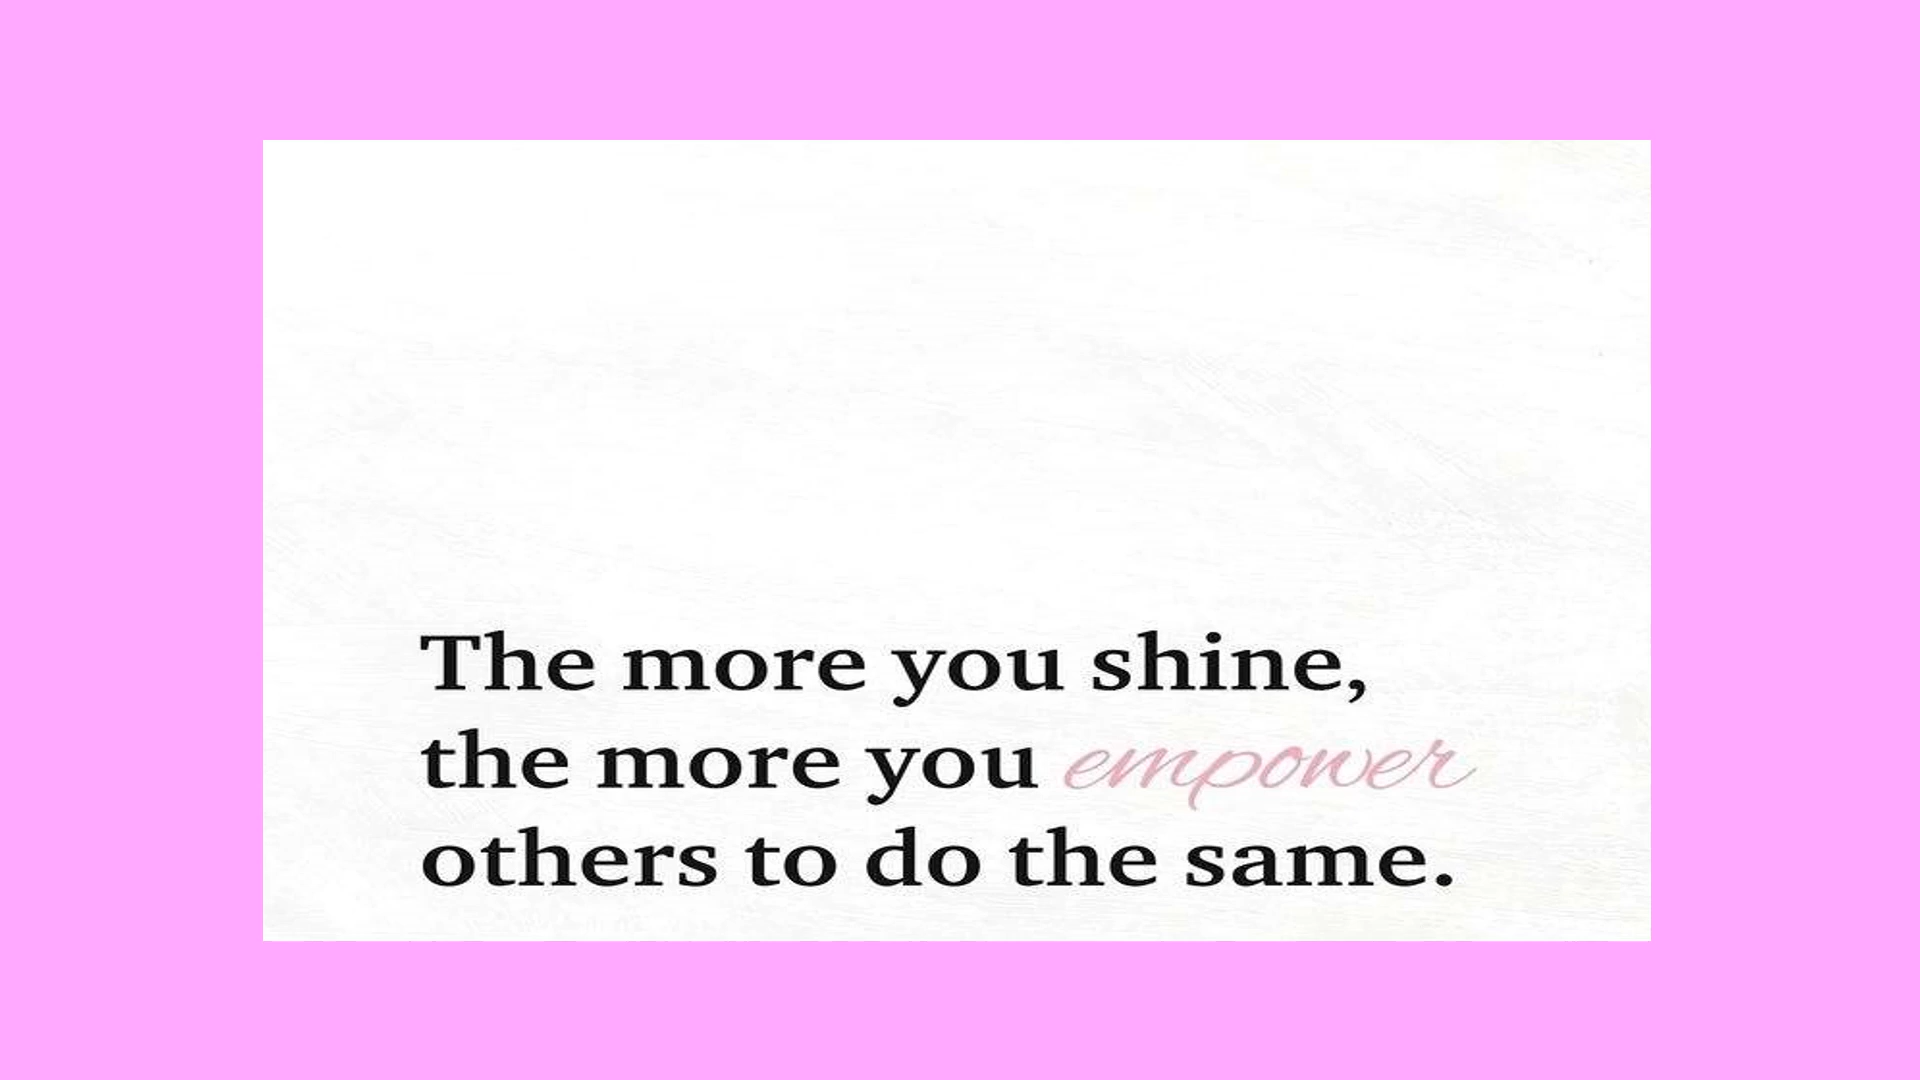 The more you shine,
the more you empower
others to do the same.